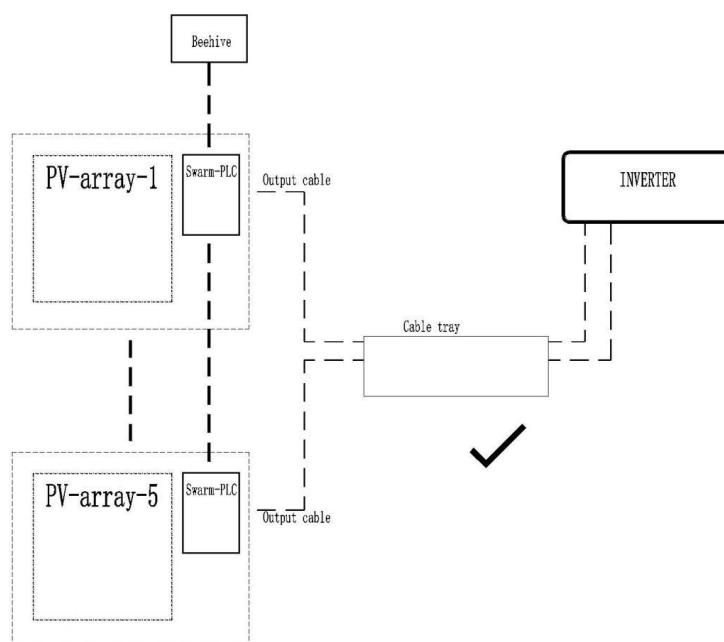 Beehive
PV-array-1
Swarm-PLC
Output cable
INVERTER
Cable tray
PV-array-5
Swarm-PLC
Output cable